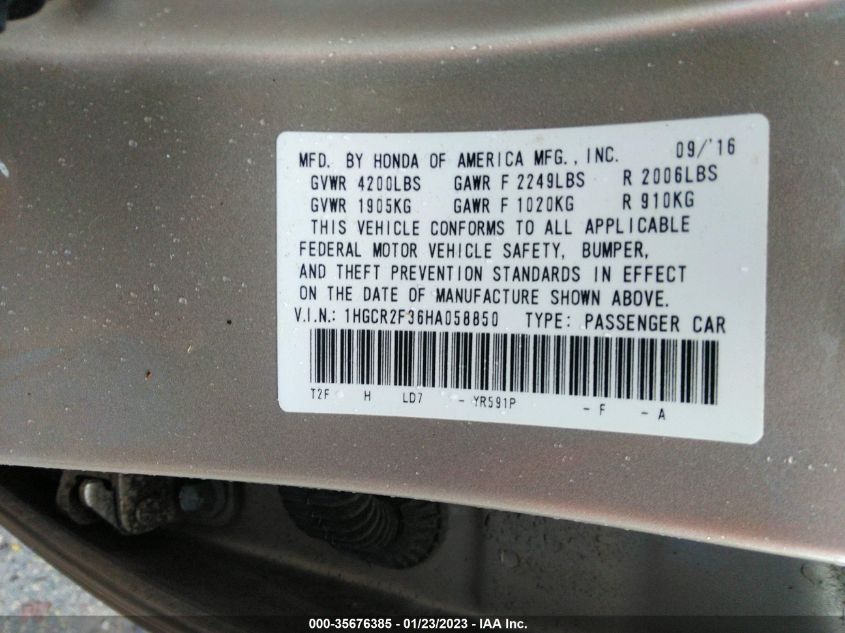 MFD. BY HONDA OF AMERICA MFG., INC. 09/'16
GVWR 4200LBS GAWR F 2249LBS R 2006LBS
GVWR 1905KG GAWR F 1020KG R 910KG
THIS VEHICLE CONFORMS TO ALL APPLICABLE
FEDERAL MOTOR VEHICLE SAFETY, BUMPER,
AND THEFT PREVENTION STANDARDS IN EFFECT
ON THE DATE OF MANUFACTURE SHOWN ABOVE.
V.I.N.: 1HGCR2F36HA058850 TYPE: PASSENGER CAR
T2F H LD7 - YR591P - F - A
000-35676385 - 01/23/2023 - IAA Inc.